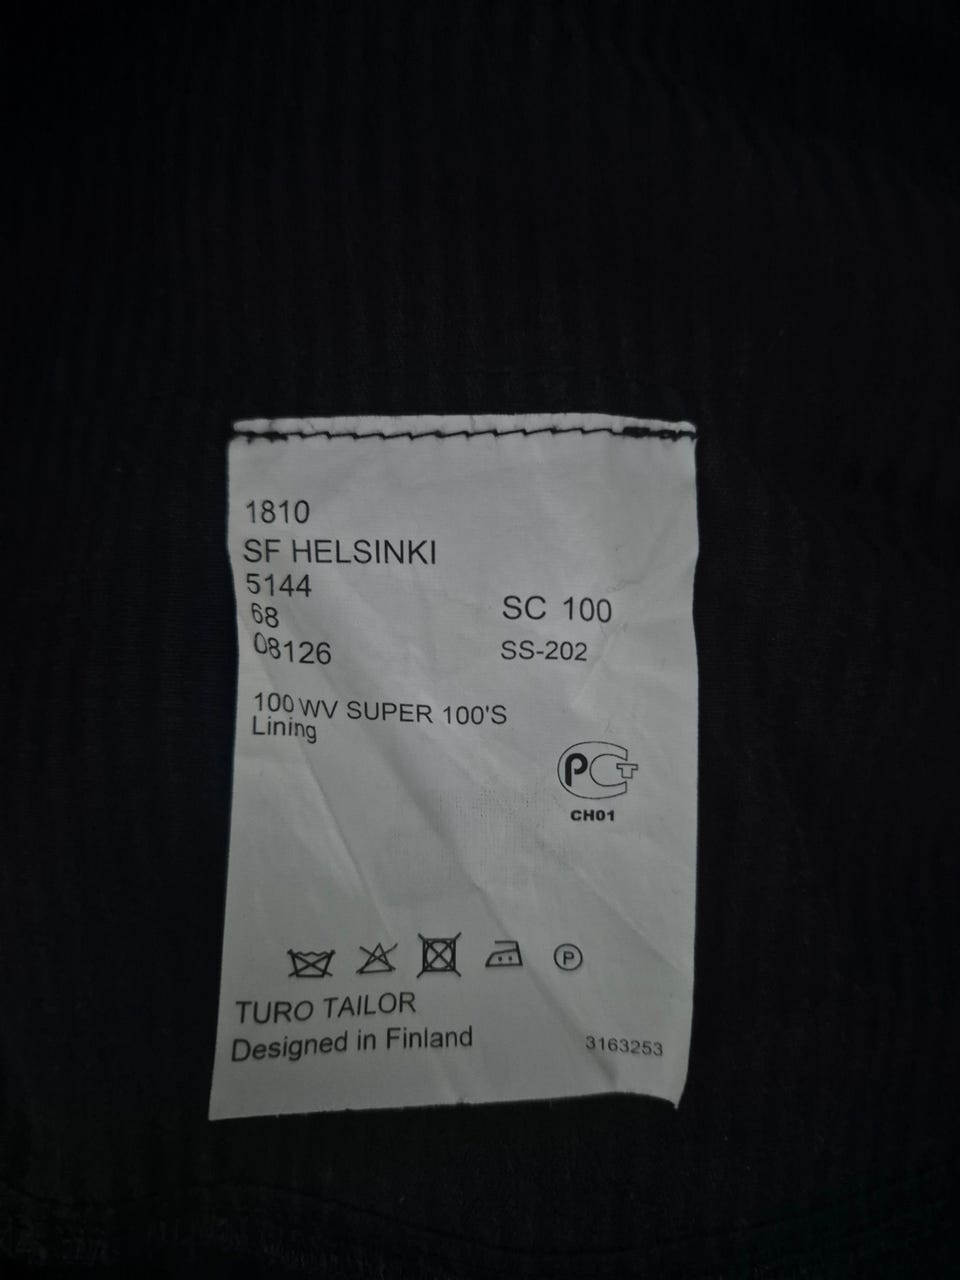 1810
SF HELSINKI
5144
68
08126
SC 100
SS-202
100 WV SUPER 100'S
Lining
РСТ
CH01
P
TURO TAILOR
Designed in Finland
3163253